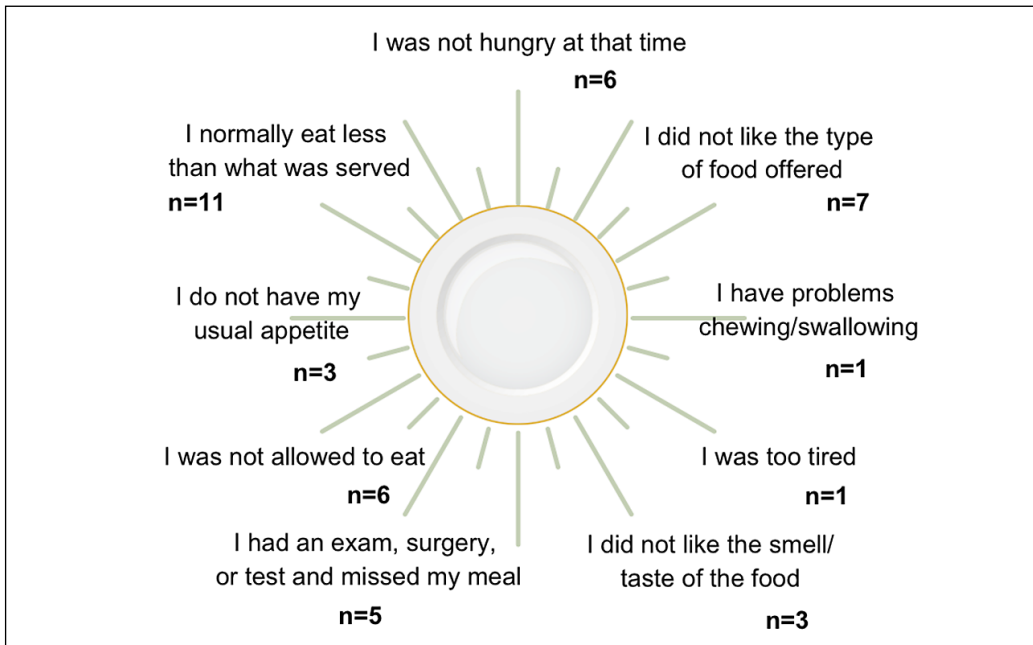 I was not hungry at that time
n=6
I normally eat less
than what was served
n=11
I did not like the type
of food offered
n=7
I do not have my
usual appetite
n=3
I have problems
chewing/swallowing
n=1
I was not allowed to eat
n=6
I was too tired
n=1
I had an exam, surgery,
or test and missed my meal
n=5
I did not like the smell/
taste of the food
n=3